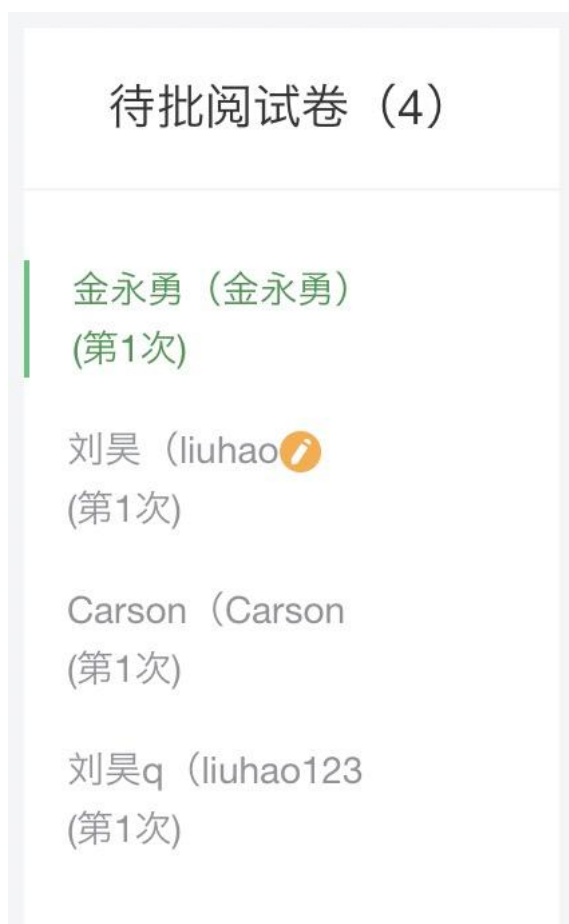 待批阅试卷（4）
金永勇（金永勇）
(第1次)
刘昊（liuhao
(第1次)
Carson（Carson
(第1次)
刘昊q（liuhao123
(第1次)